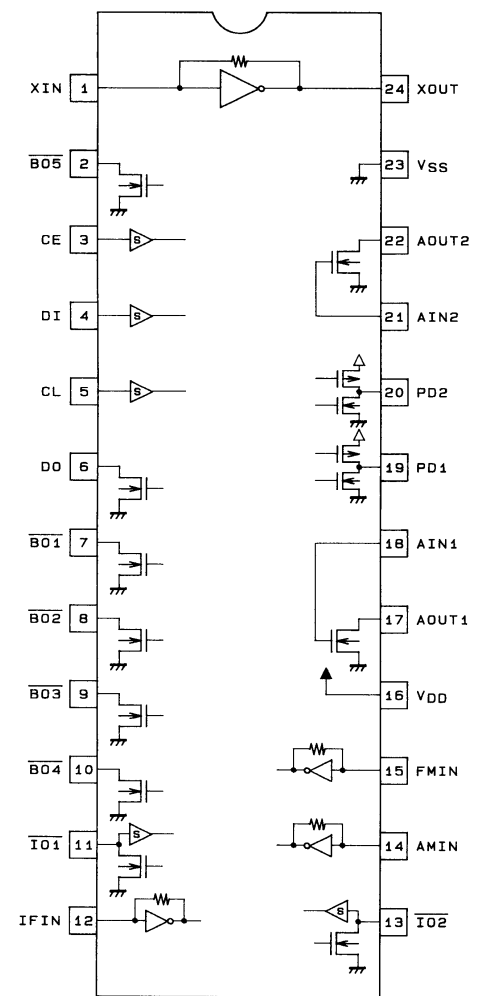 XIN 1
24 XOUT
BO5 2
23 VSS
CE 3 S
22 AOUT2
DI 4 S
21 AIN2
CL 5 S
20 PD2
DO 6
19 PD1
BO1 7
18 AIN1
BO2 8
17 AOUT1
BO3 9
16 VDD
BO4 10
15 FMIN
IO1 11 S
14 AMIN
IFIN 12
S 13 IO2